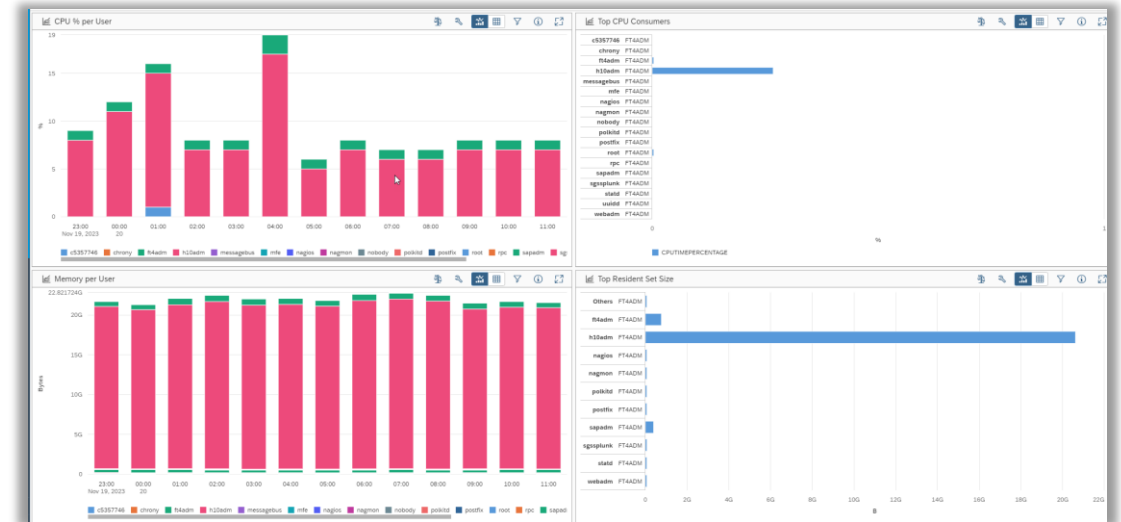 CPU % per User
19
15
10
5
0
%
23:00 00:00 01:00 02:00 03:00 04:00 05:00 06:00 07:00 08:00 09:00 10:00 11:00
Nov 19, 2023 20
c5357746 chrony ft4adm h10adm messagebus mfe nagios nagmon nobody polkitd postfix root rpc sapadm sg
Top CPU Consumers
c5357746 FT4ADM
chrony FT4ADM
ft4adm FT4ADM
h10adm FT4ADM
messagebus FT4ADM
mfe FT4ADM
nagios FT4ADM
nagmon FT4ADM
nobody FT4ADM
polkitd FT4ADM
postfix FT4ADM
root FT4ADM
rpc FT4ADM
sapadm FT4ADM
sgssplunk FT4ADM
statd FT4ADM
uuidd FT4ADM
webadm FT4ADM
0 1
%
CPUTIMEPERCENTAGE
Memory per User
22.821724G
20G
15G
10G
5G
0
Bytes
23:00 00:00 01:00 02:00 03:00 04:00 05:00 06:00 07:00 08:00 09:00 10:00 11:00
Nov 19, 2023 20
c5357746 chrony ft4adm h10adm messagebus mfe nagios nagmon nobody polkitd postfix root rpc sapad
Top Resident Set Size
Others FT4ADM
ft4adm FT4ADM
h10adm FT4ADM
nagios FT4ADM
nagmon FT4ADM
polkitd FT4ADM
postfix FT4ADM
sapadm FT4ADM
sgssplunk FT4ADM
statd FT4ADM
webadm FT4ADM
0 2G 4G 6G 8G 10G 12G 14G 16G 18G 20G 22G
B